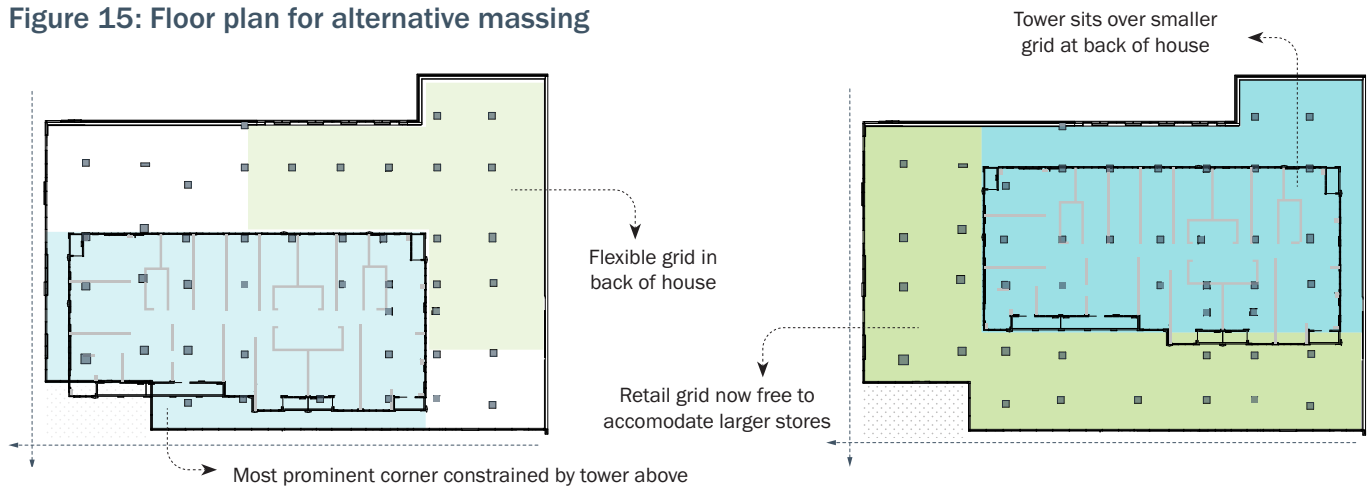 Figure 15: Floor plan for alternative massing
Tower sits over smaller
grid at back of house
Flexible grid in
back of house
Retail grid now free to
accomodate larger stores
Most prominent corner constrained by tower above